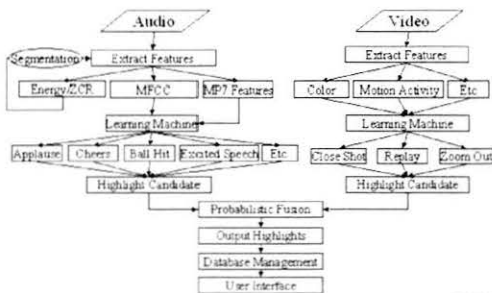 Audio Video
Segmentation Extract Features Extract Features
Energy/ZCR MFCC MP7 Features Color Motion Activity Etc
Learning Machine Learning Machine
Applause Cheers Ball Hit Excited Speech Etc Close Shot Replay Zoom Out
Highlight Candidate Highlight Candidate
Probabilistic Fusion
Output Highlights
Database Management
User Interface